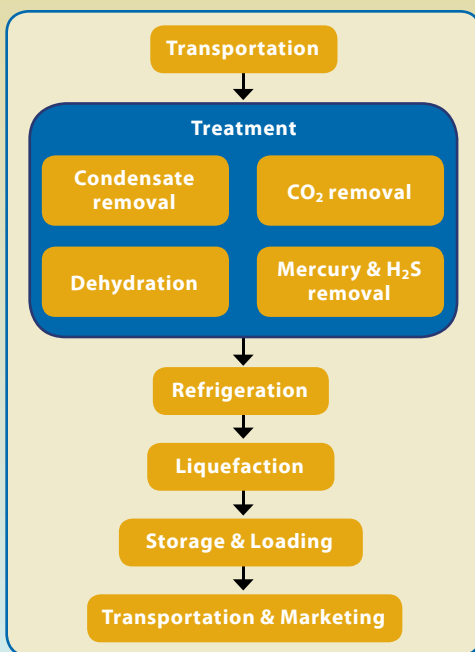 Transportation
Treatment
Condensate
removal
CO₂ removal
Dehydration
Mercury & H₂S
removal
Refrigeration
Liquefaction
Storage & Loading
Transportation & Marketing